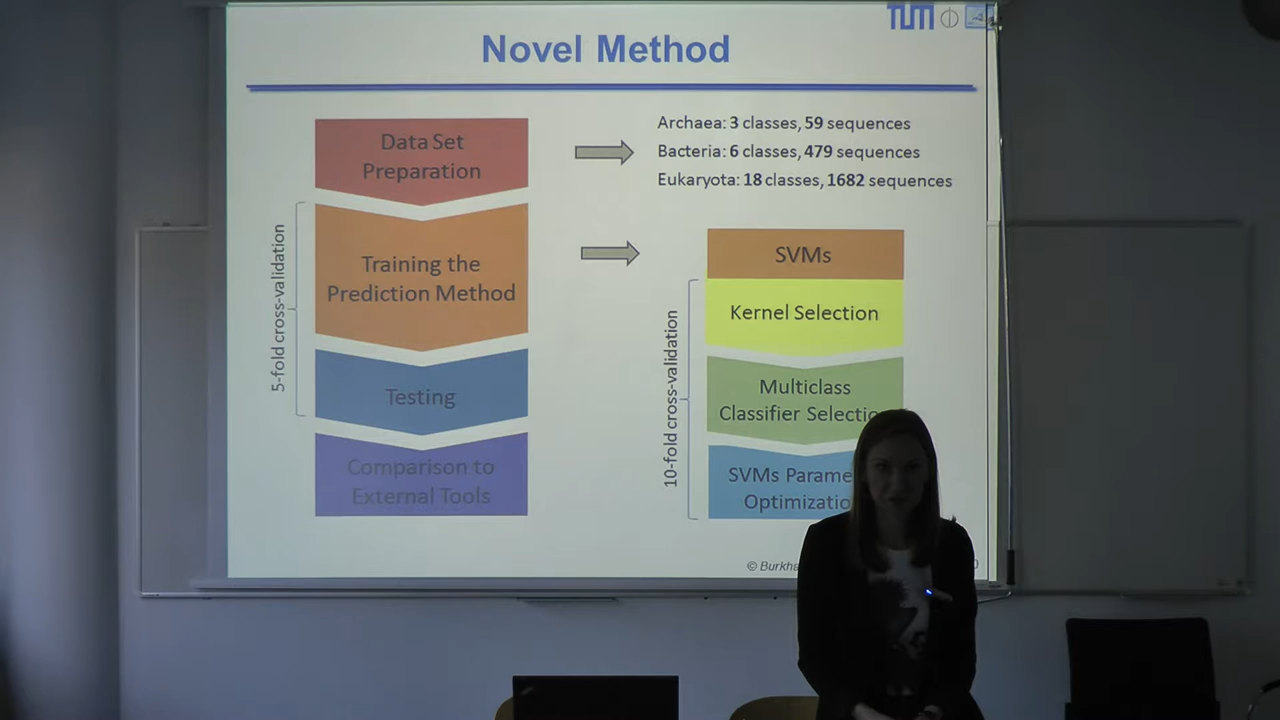 TUM
Novel Method
Data Set
Preparation
Archaea: 3 classes, 59 sequences
Bacteria: 6 classes, 479 sequences
Eukaryota: 18 classes, 1682 sequences
5-fold cross-validation
Training the
Prediction Method
Testing
Comparison to
External Tools
SVMs
10-fold cross-validation
Kernel Selection
Multiclass
Classifier Selectio
SVMs Parame
Optimizatio
© Burkha